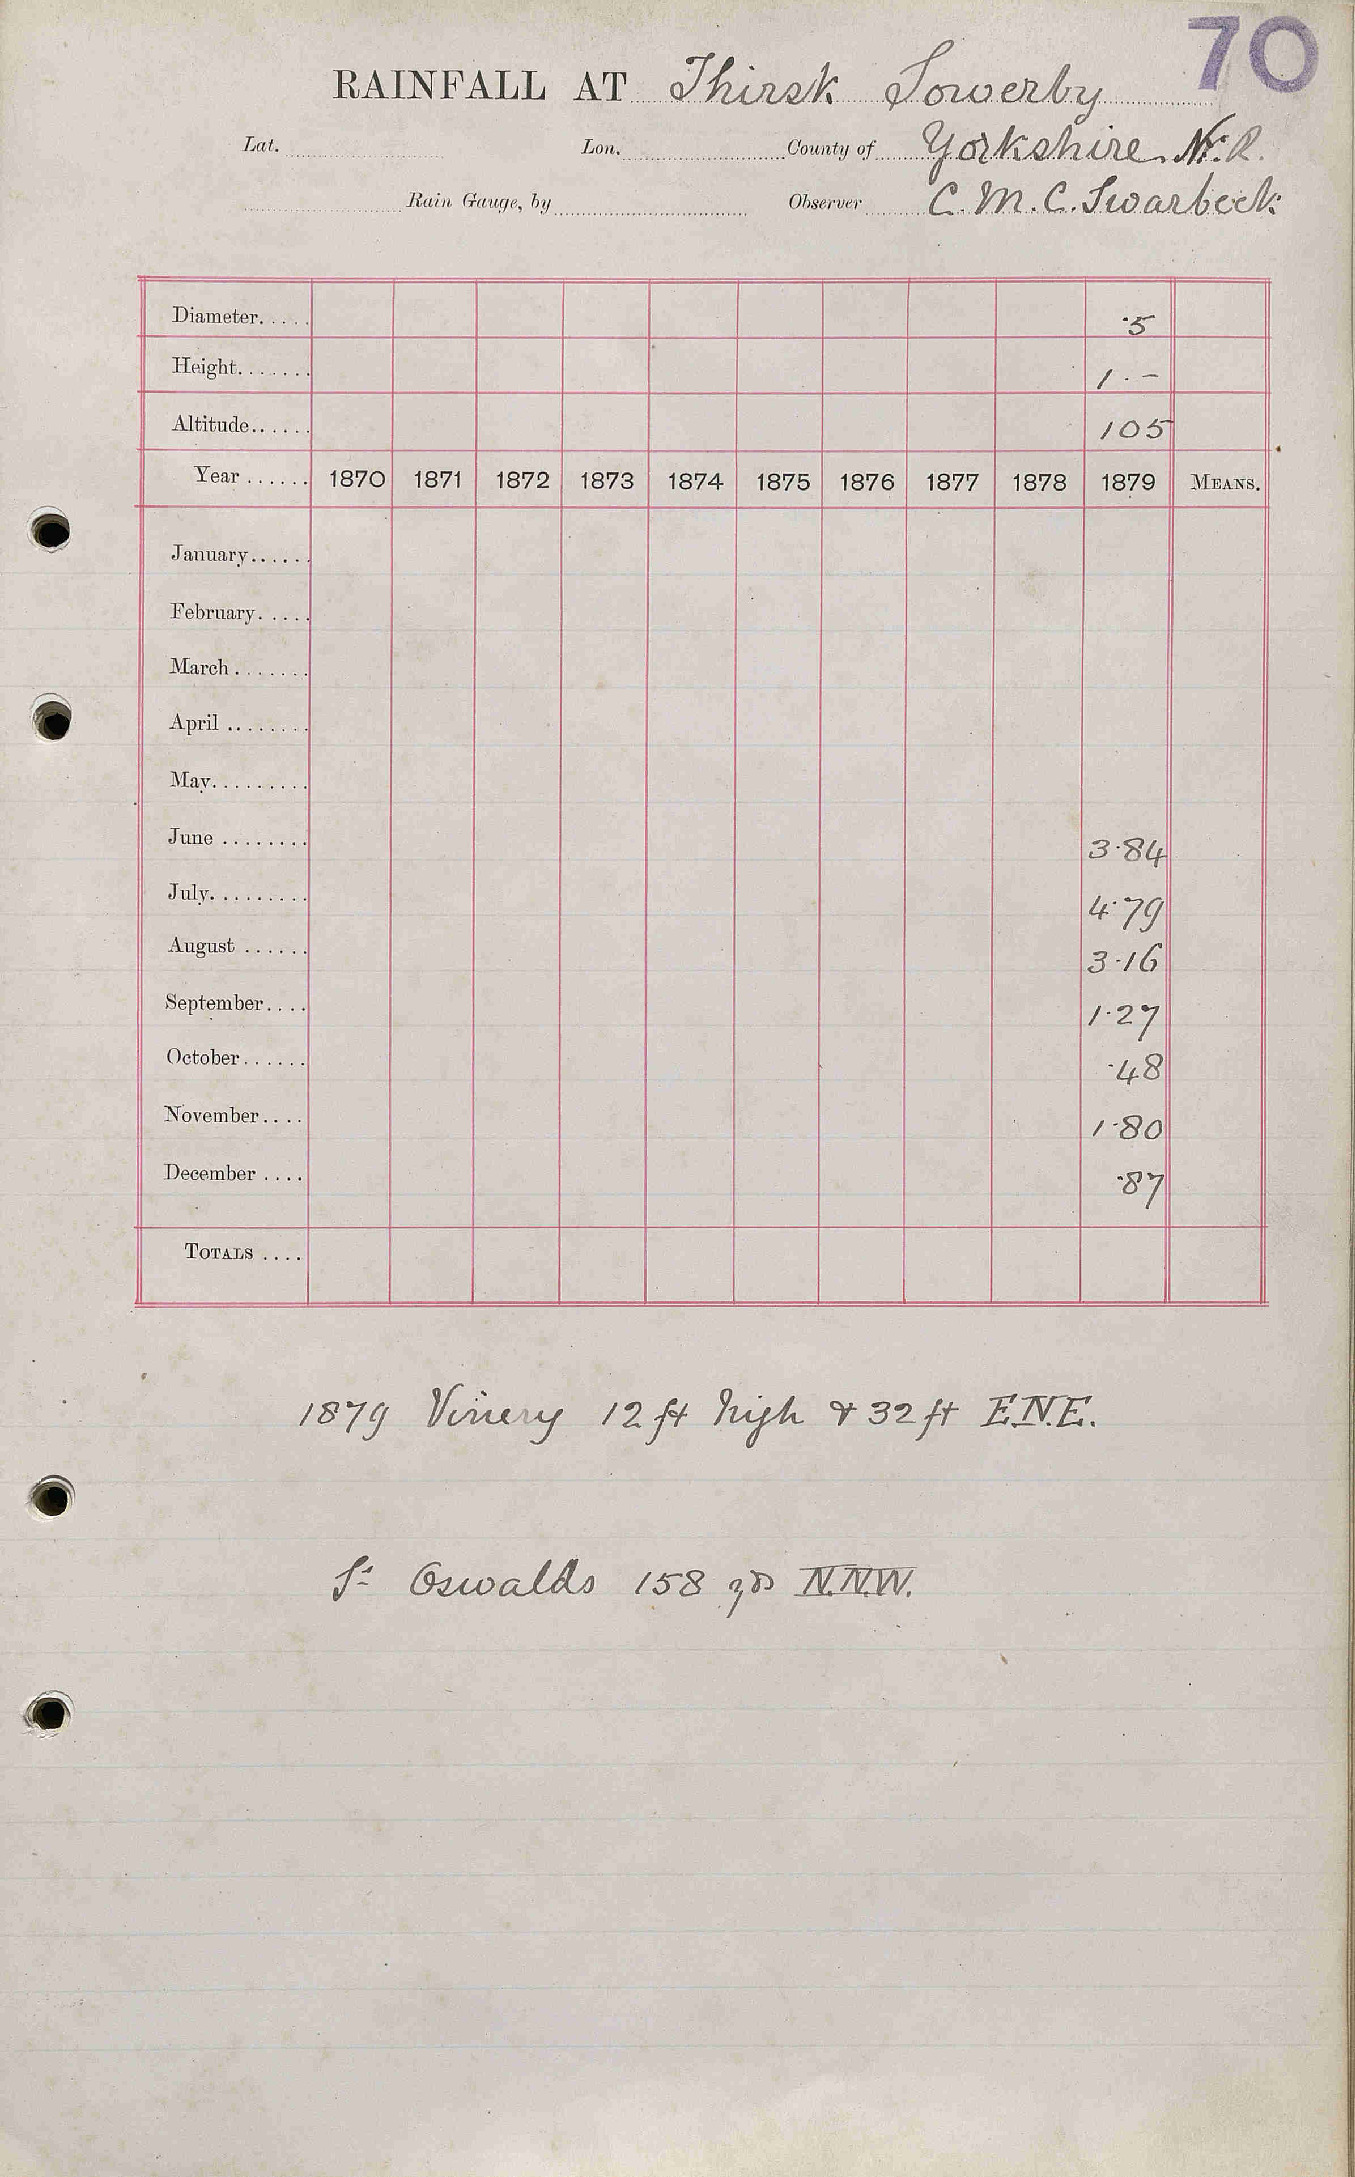 70
RAINFALL AT Thirsk Sowerby
Lat. Lon. County of Yorkshire N.R.
Rain Gauge, by Observer C. M. C. Swarbeck
Diameter..... ·5
Height....... 1·–
Altitude...... 105
Year ...... 1870 1871 1872 1873 1874 1875 1876 1877 1878 1879 MEANS.
January......
February.....
March .......
April ........
May.........
June ........ 3·84
July......... 4·79
August ...... 3·16
September.... 1·27
October...... ·48
November.... 1·80
December .... ·87
TOTALS ....
1879 Vinery 12 ft high & 32 ft E.N.E.
St Oswalds 158 yds N.N.W.